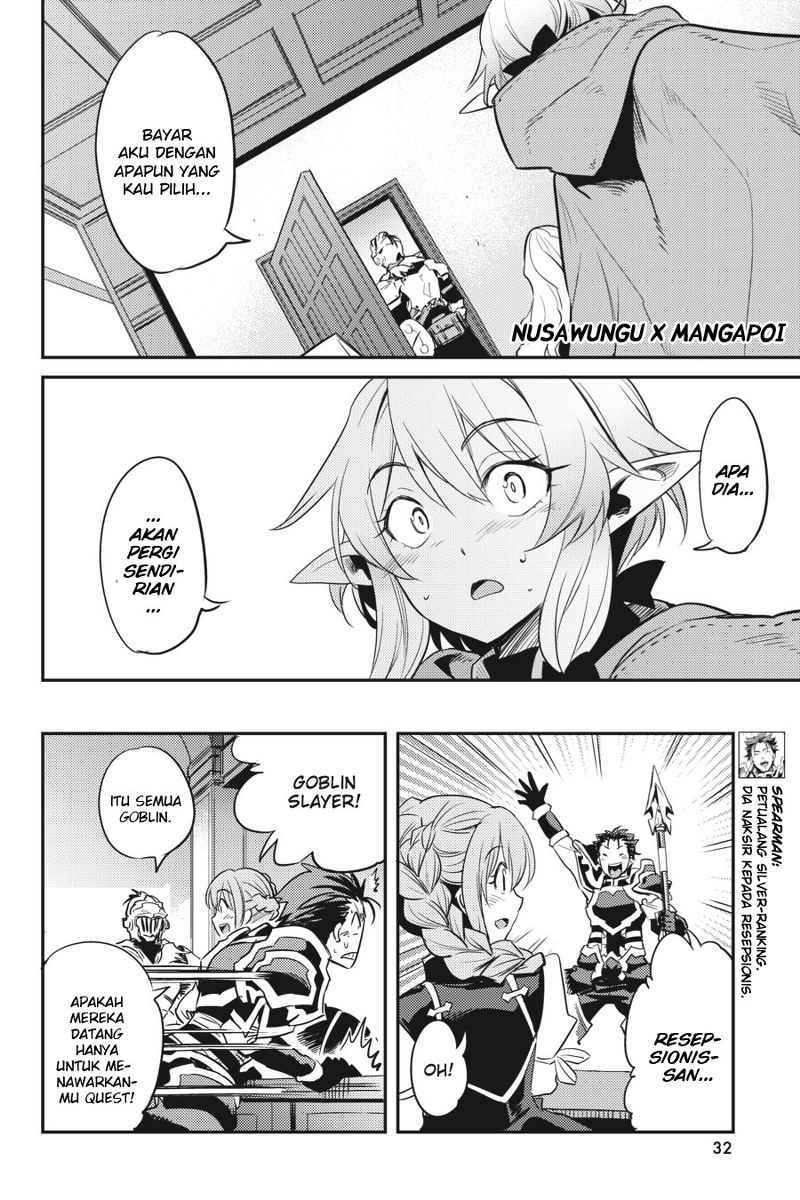 BAYAR
AKU DENGAN
APAPUN YANG
KAU PILIH...
NUSAWUNGU X MANGAPOI
APA
DIA...
...
AKAN
PERGI
SENDI-
RIAN
...
SPEARMAN:
PETUALANG SILVER-RANKING.
DIA NAKSIR KEPADA RESEPSIONIS.
RESEP-
SIONIS-
SAN...
OH!
GOBLIN
SLAYER!
ITU SEMUA
GOBLIN.
APAKAH
MEREKA
DATANG
HANYA
UNTUK ME-
NAWARKAN-
MU QUEST!
32